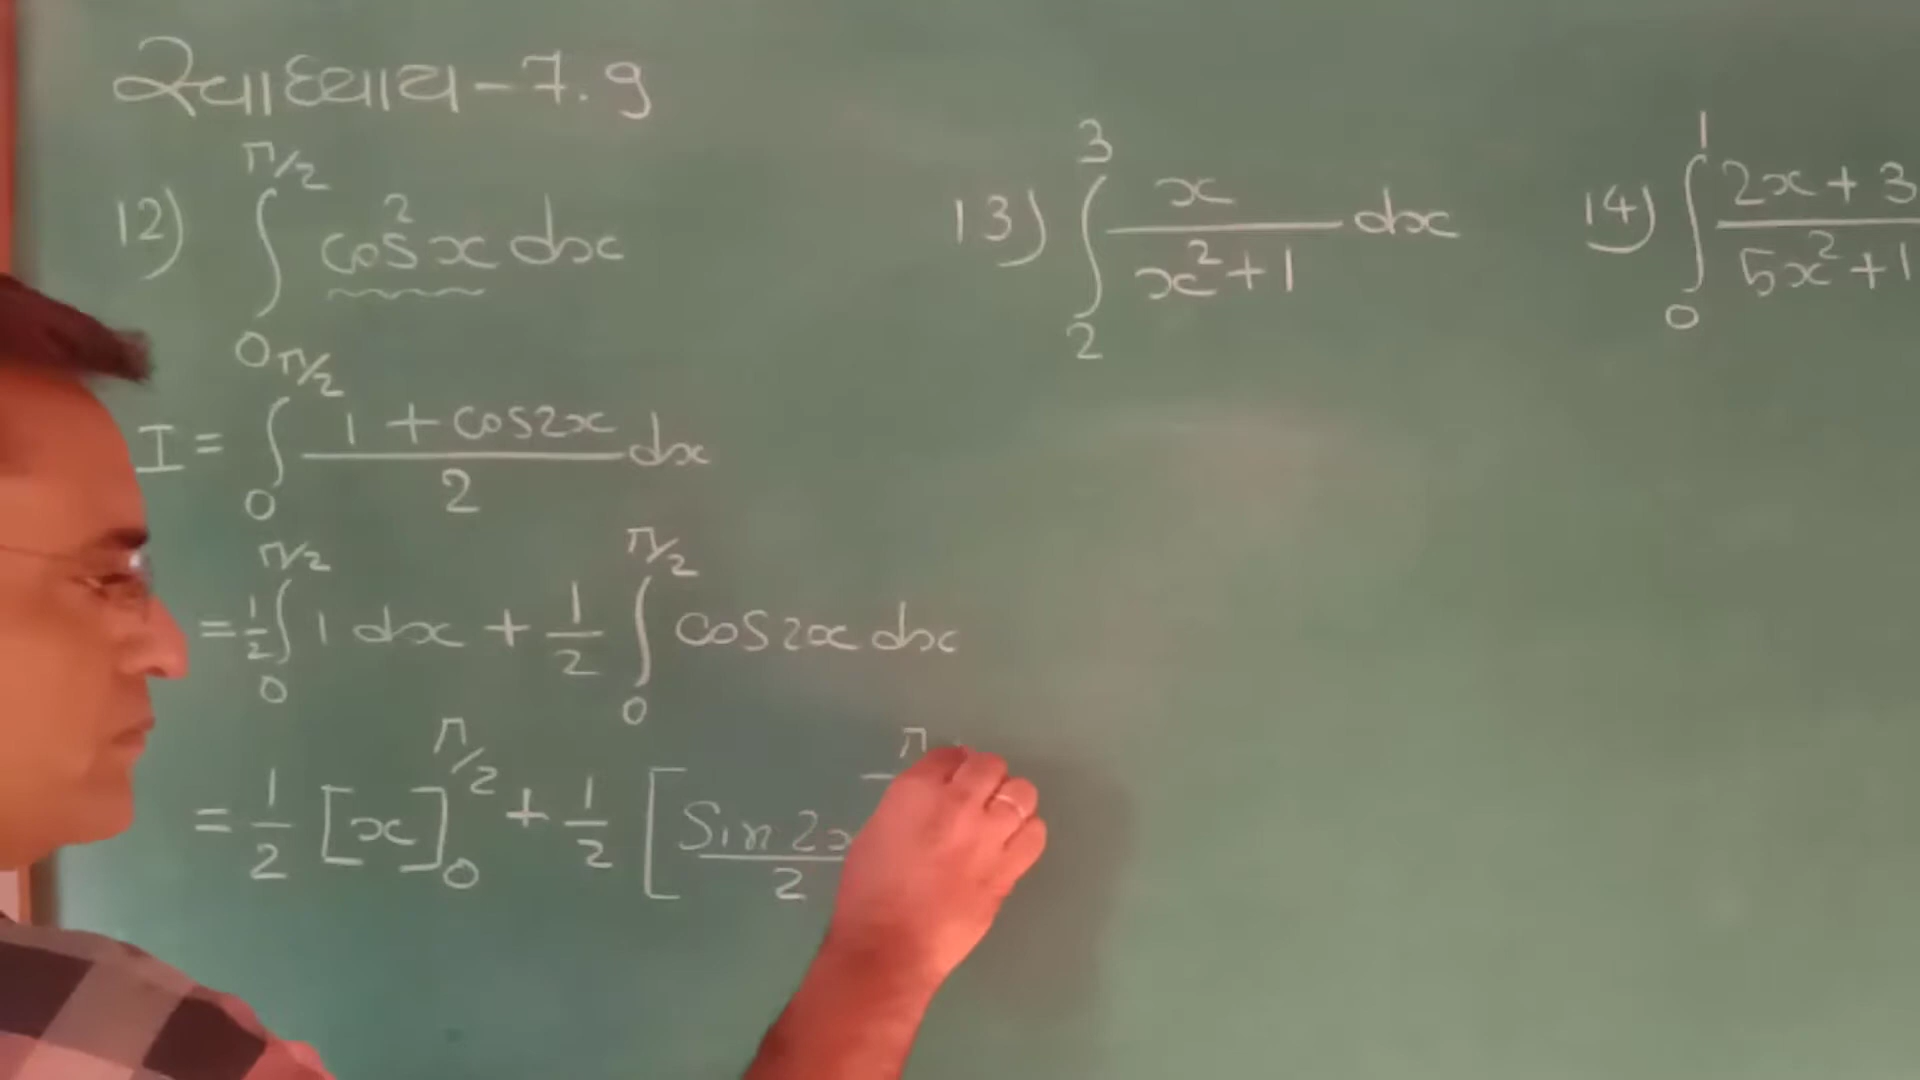 સ્વાધ્યાય - 7.9
12) ∫₀^{π/2} cos²x dx
I = ∫₀^{π/2} (1 + cos2x)/2 dx
= 1/2 ∫₀^{π/2} 1 dx + 1/2 ∫₀^{π/2} cos2x dx
= 1/2 [x]₀^{π/2} + 1/2 [Sin 2x/2 π
13) ∫₂³ x/(x²+1) dx
14) ∫₀¹ (2x+3)/(5x²+1